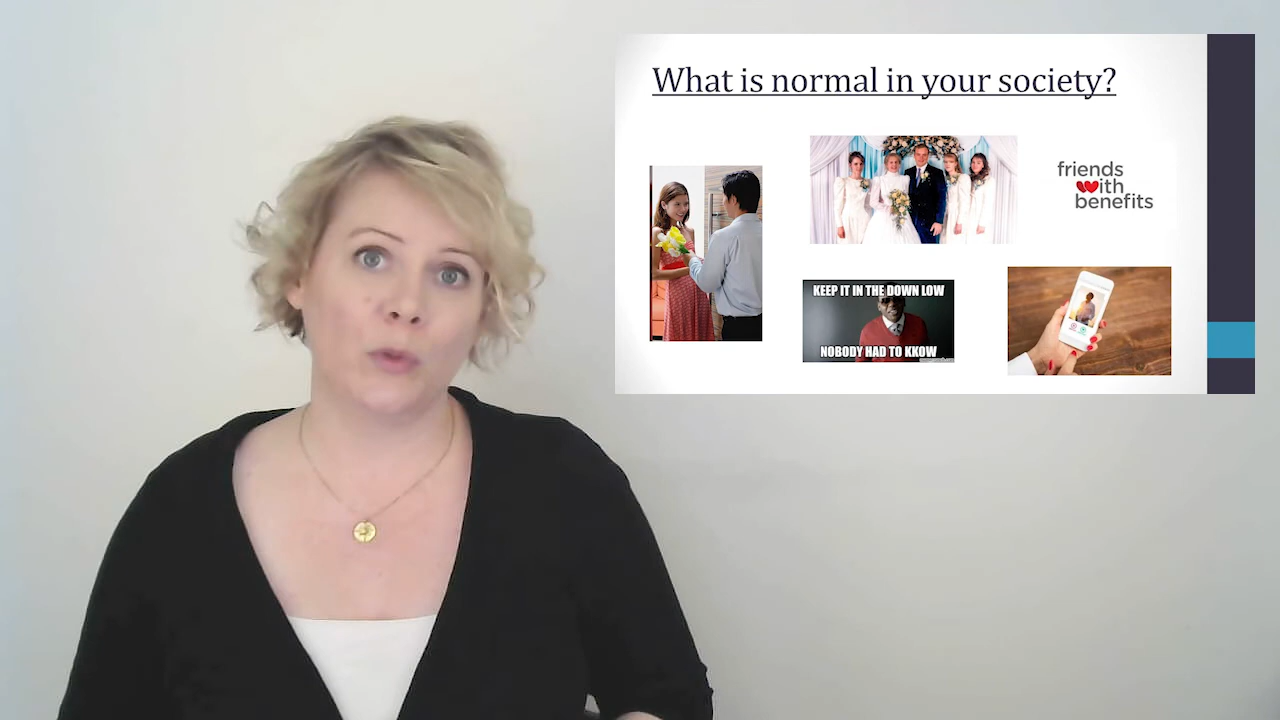 What is normal in your society?
friends
with
benefits
KEEP IT IN THE DOWN LOW
NOBODY HAD TO KKOW